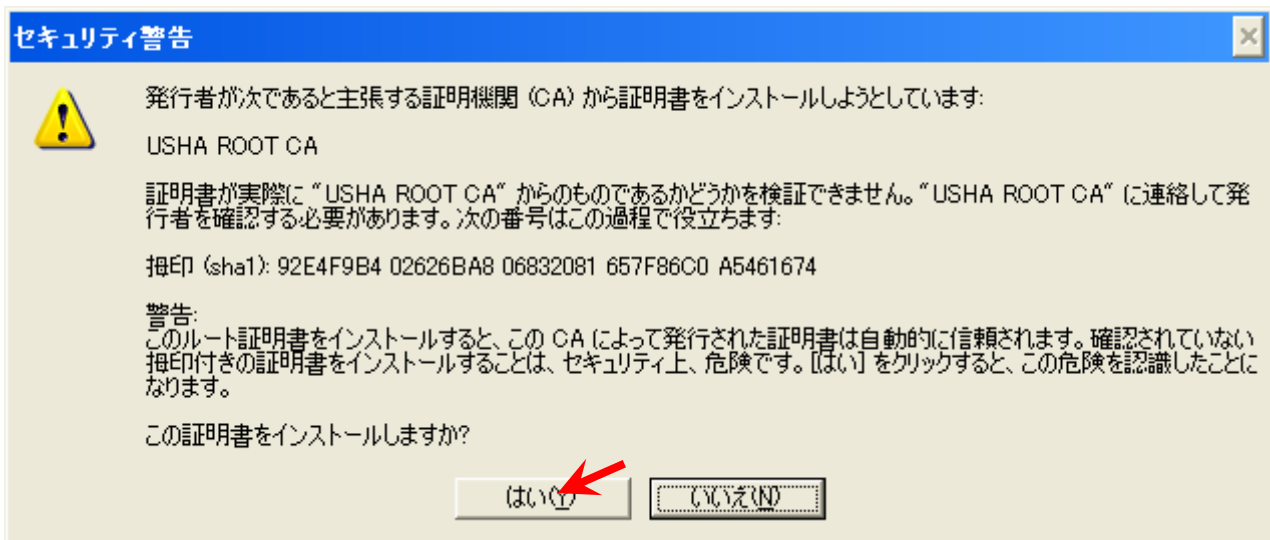 セキュリティ警告
発行者が次であると主張する証明機関 (CA) から証明書をインストールしようとしています:
USHA ROOT CA
証明書が実際に "USHA ROOT CA" からのものであるかどうかを検証できません。"USHA ROOT CA" に連絡して発
行者を確認する必要があります。次の番号はこの過程で役立ちます:
拇印 (sha1): 92E4F9B4 02626BA8 06832081 657F86C0 A5461674
警告:
このルート証明書をインストールすると、この CA によって発行された証明書は自動的に信頼されます。確認されていない
拇印付きの証明書をインストールすることは、セキュリティ上、危険です。[はい] をクリックすると、この危険を認識したことに
なります。
この証明書をインストールしますか?
はい(Y)
いいえ(N)